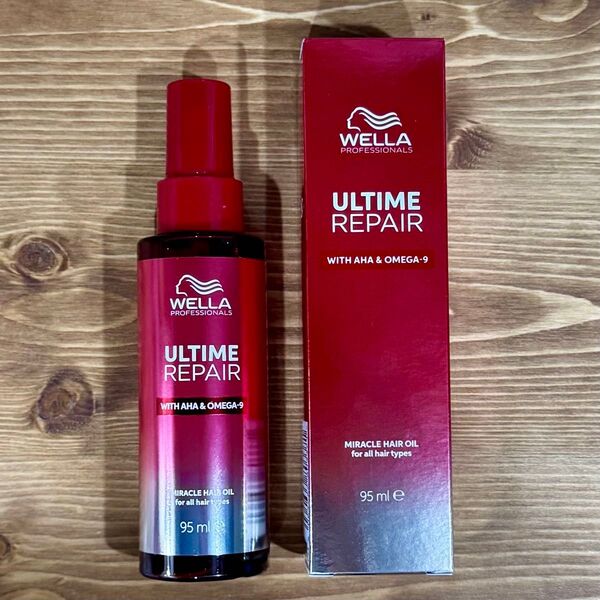 WELLA
PROFESSIONALS
ULTIME
REPAIR
WITH AHA & OMEGA-9
MIRACLE HAIR OIL
for all hair types
95 ml ℮
WELLA
PROFESSIONALS
ULTIME
REPAIR
WITH AHA & OMEGA-9
MIRACLE HAIR OIL
for all hair types
95 ml ℮